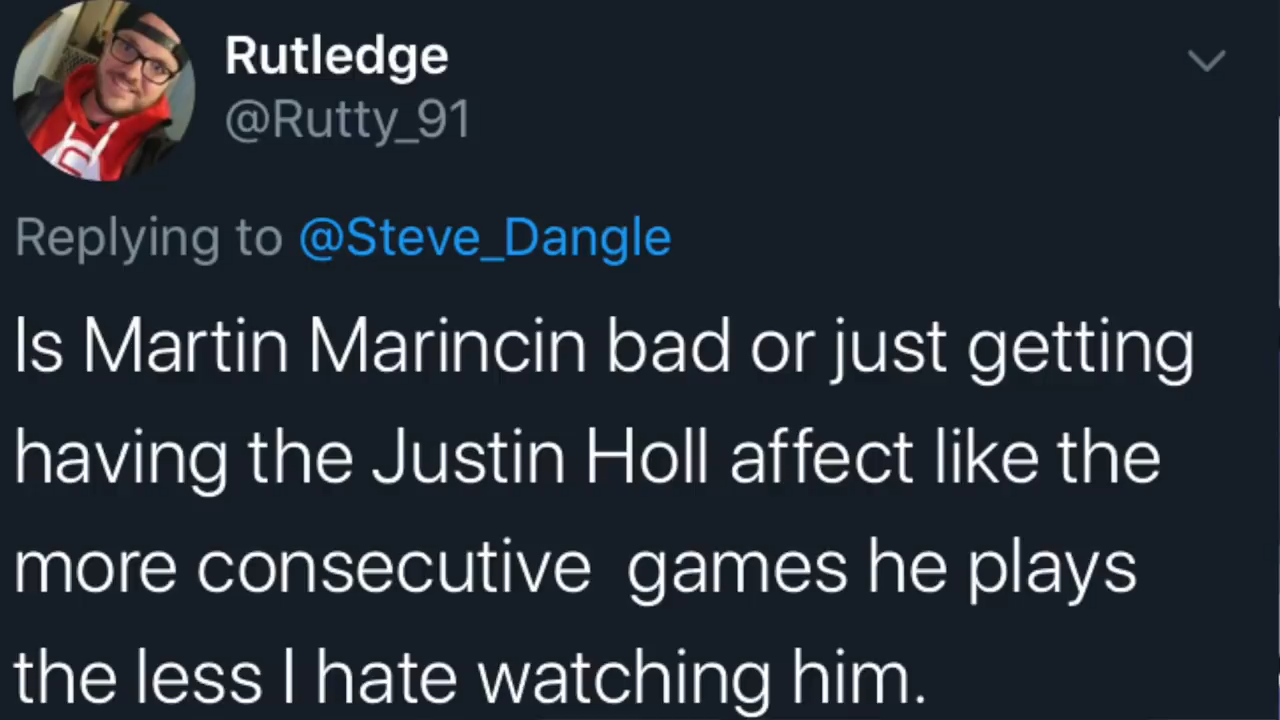 Rutledge
@Rutty_91
Replying to @Steve_Dangle
Is Martin Marincin bad or just getting
having the Justin Holl affect like the
more consecutive  games he plays
the less I hate watching him.